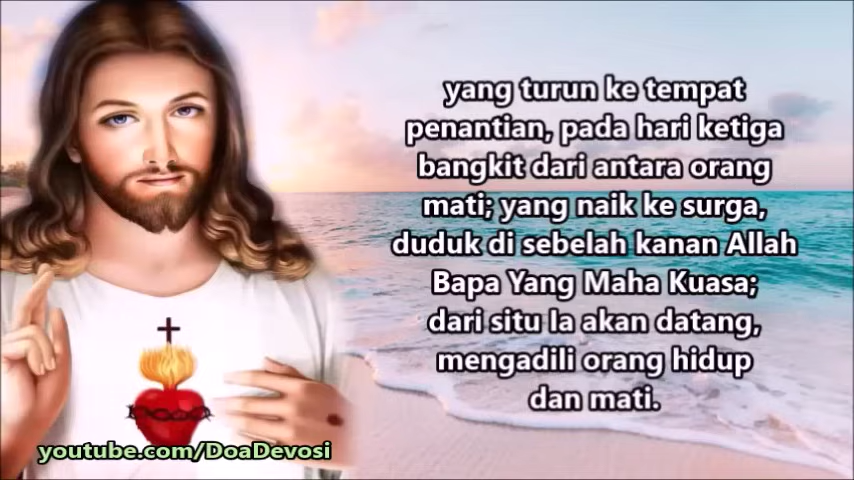 yang turun ke tempat
penantian, pada hari ketiga
bangkit dari antara orang
mati; yang naik ke surga,
duduk di sebelah kanan Allah
Bapa Yang Maha Kuasa;
dari situ Ia akan datang,
mengadili orang hidup
dan mati.
youtube.com/DoaDevosi